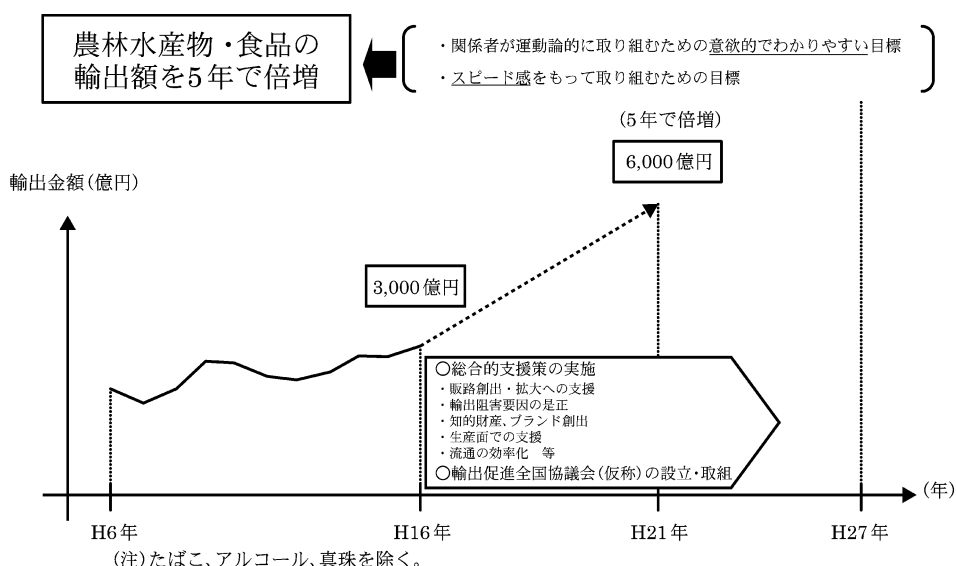 農林水産物・食品の
輸出額を5年で倍増
・関係者が運動論的に取り組むための意欲的でわかりやすい目標
・スピード感をもって取り組むための目標
(5年で倍増)
6,000億円
輸出金額(億円)
3,000億円
○総合的支援策の実施
・販路創出・拡大への支援
・輸出阻害要因の是正
・知的財産、ブランド創出
・生産面での支援
・流通の効率化　等
○輸出促進全国協議会(仮称)の設立・取組
(年)
H6年
H16年
H21年
H27年
(注)たばこ、アルコール、真珠を除く。